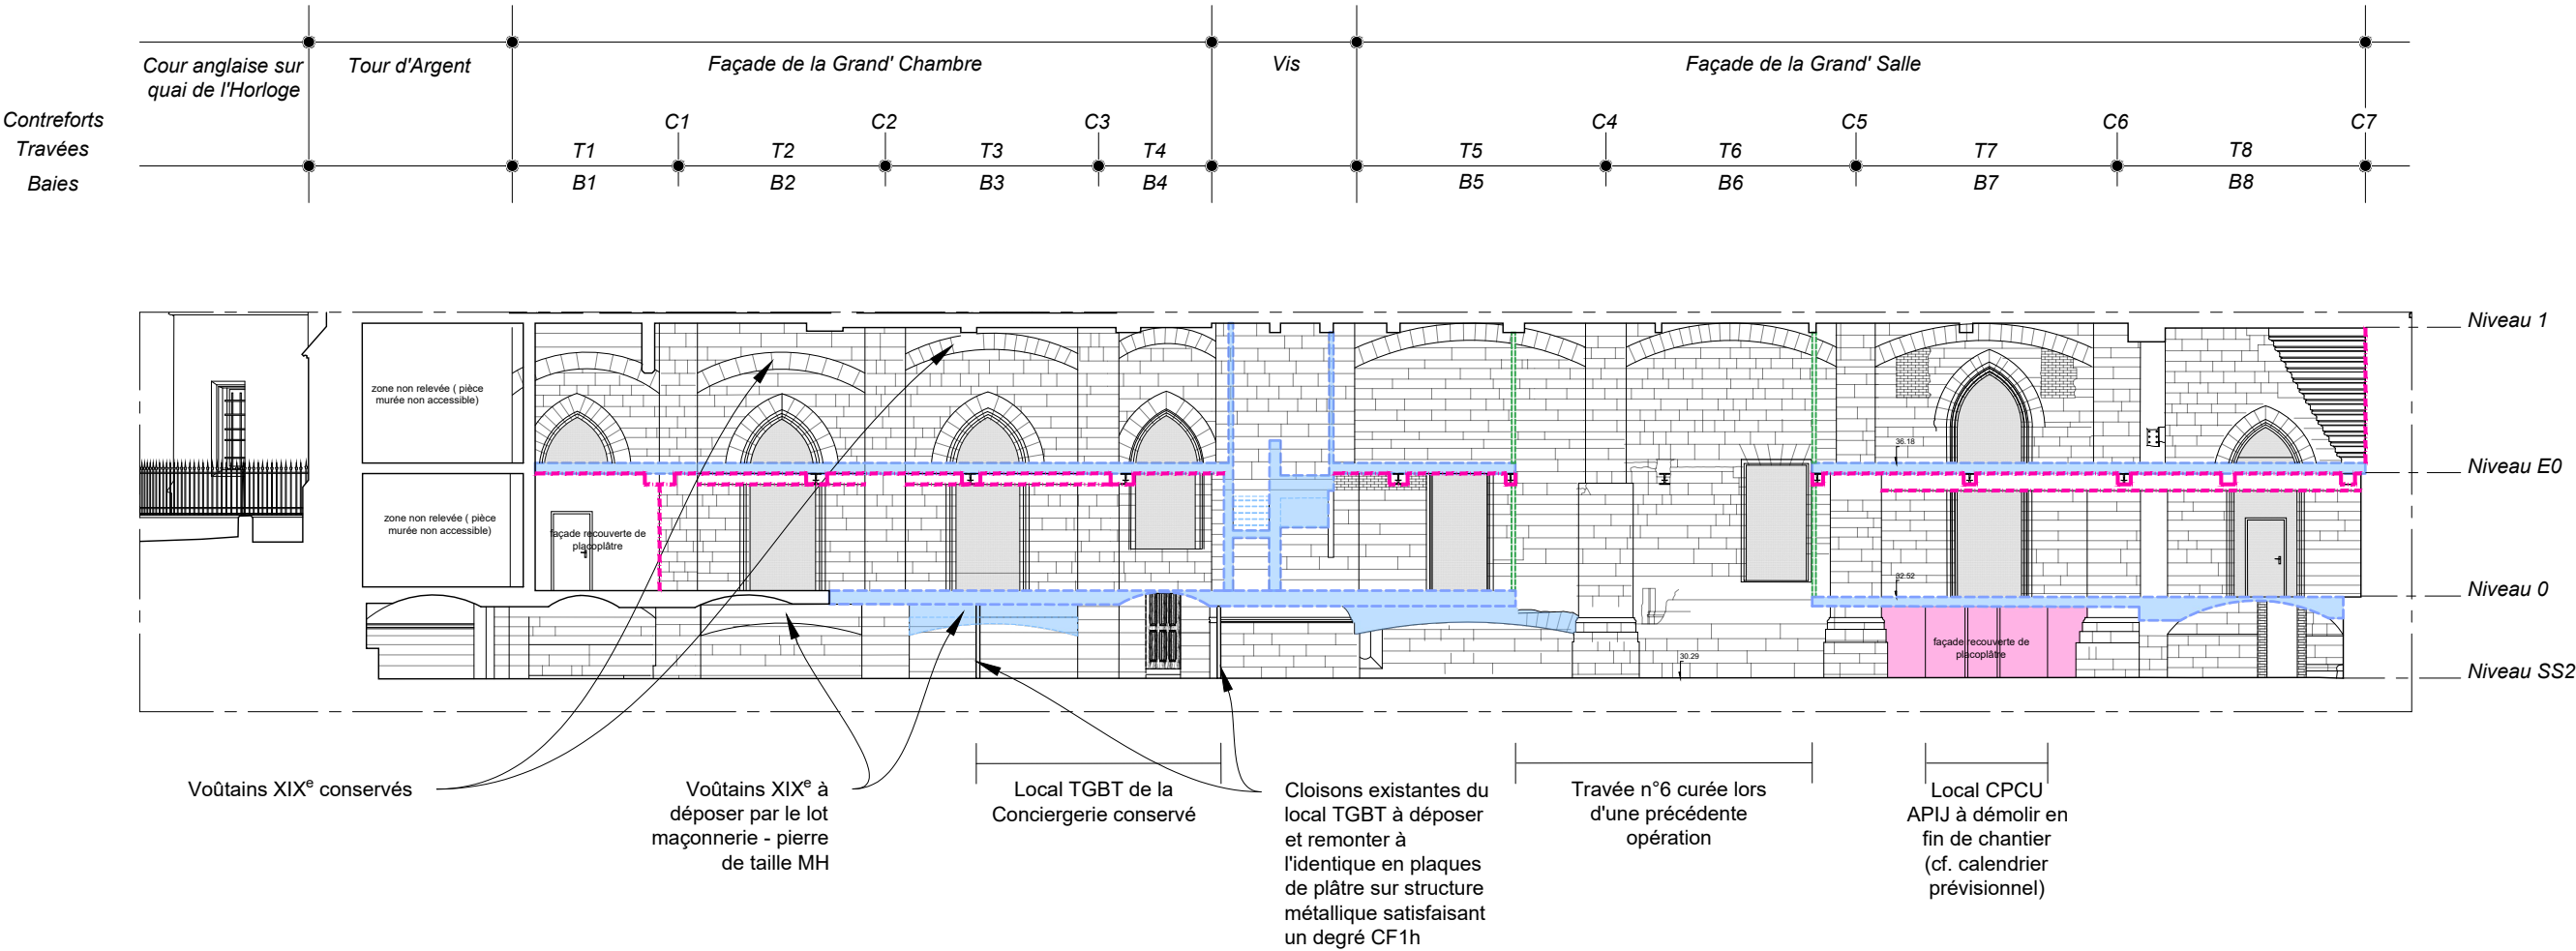 Cour anglaise sur
quai de l'Horloge
Tour d'Argent
Façade de la Grand' Chambre
Vis
Façade de la Grand' Salle
Contreforts
C1
C2
C3
C4
C5
C6
C7
Travées
T1
T2
T3
T4
T5
T6
T7
T8
Baies
B1
B2
B3
B4
B5
B6
B7
B8
Niveau 1
zone non relevée ( pièce
murée non accessible)
36.18
Niveau E0
zone non relevée ( pièce
murée non accessible)
façade recouverte de
placoplâtre
32.52
Niveau 0
façade recouverte de
placoplâtre
30.29
Niveau SS2
Voûtains XIXe conservés
Voûtains XIXe à
déposer par le lot
maçonnerie - pierre
de taille MH
Local TGBT de la
Conciergerie conservé
Cloisons existantes du
local TGBT à déposer
et remonter à
l'identique en plaques
de plâtre sur structure
métallique satisfaisant
un degré CF1h
Travée n°6 curée lors
d'une précédente
opération
Local CPCU
APIJ à démolir en
fin de chantier
(cf. calendrier
prévisionnel)